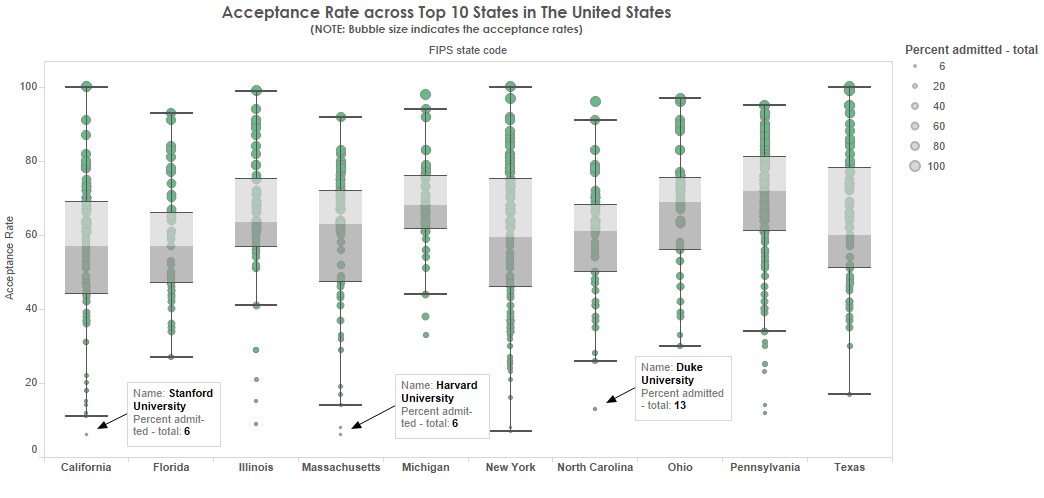 Acceptance Rate across Top 10 States in The United States
(NOTE: Bubble size indicates the acceptance rates)
FIPS state code
Percent admitted - total
6
20
40
60
80
100
Acceptance Rate
100
80
60
40
20
0
Name: Stanford
University
Percent admit-
ted - total: 6
Name: Harvard
University
Percent admit-
ted - total: 6
Name: Duke
University
Percent admitted
- total: 13
California
Florida
Illinois
Massachusetts
Michigan
New York
North Carolina
Ohio
Pennsylvania
Texas